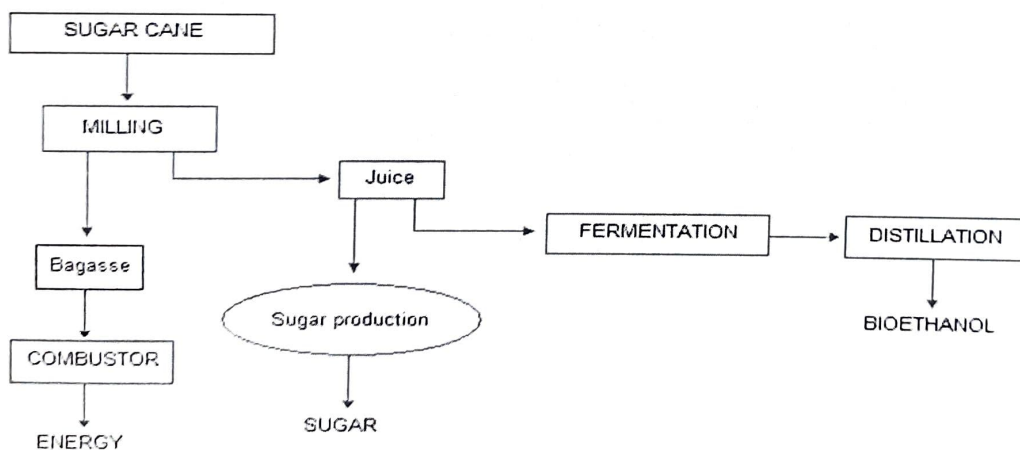 SUGAR CANE
MILLING
Juice
FERMENTATION
DISTILLATION
Bagasse
Sugar production
BIOETHANOL
COMBUSTOR
SUGAR
ENERGY